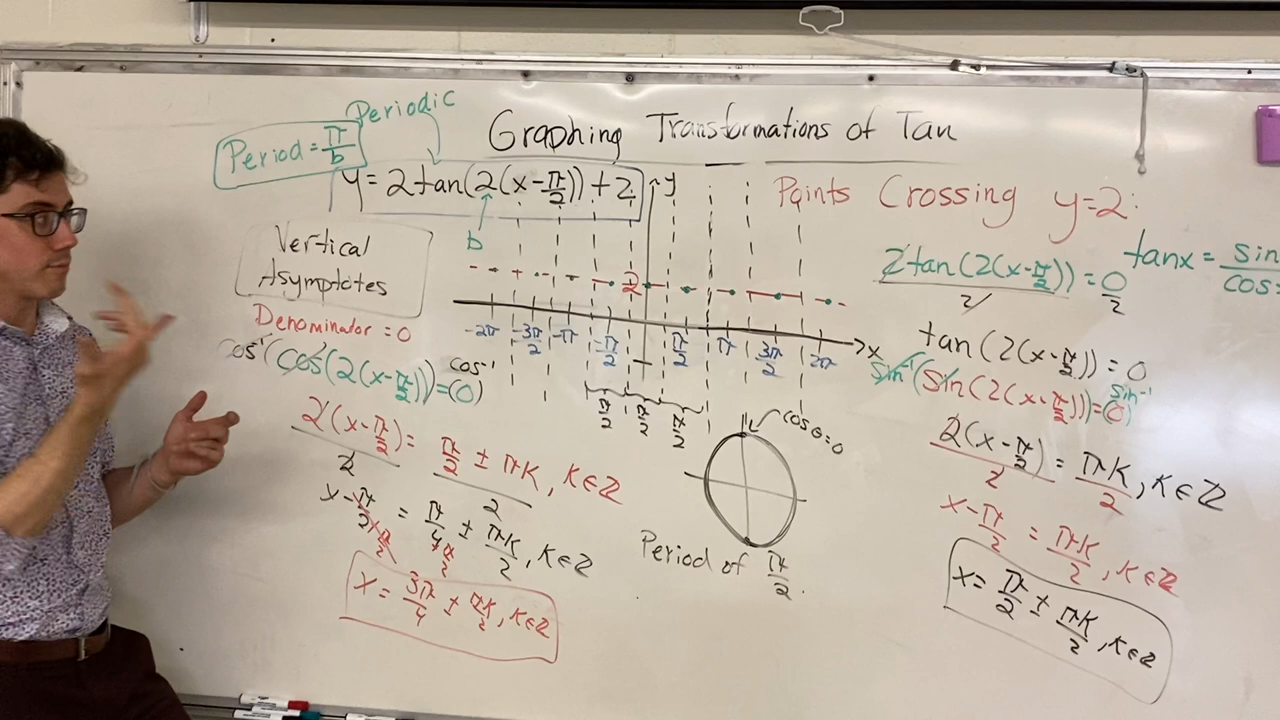 Graphing Transformations of Tan
Periodic
Period = π/b
y = 2tan(2(x-π/2)) + 2
b
Vertical
Asymptotes
Denominator = 0
cos⁻¹(cos(2(x-π/2)) = (0) cos⁻¹
2(x-π/2)/2 = π/2 ± πK/2, K∈ℤ
x-π/2 = π/4 ± πK/2, K∈ℤ
+π/2 +π/2
x = 3π/4 ± πK/2, K∈ℤ
y
2
-2π -3π/2 -π -π/2 π/2 π 3π/2 2π x
π/2 π/2 π/2
cosθ=0
Period of π/2.
Points Crossing y=2:
2tan(2(x-π/2))/2 = 0/2
tanx = sin
cos
tan(2(x-π/2)) = 0
sin⁻¹(sin(2(x-π/2))) = (0) sin⁻¹
2(x-π/2)/2 = πK/2, K∈ℤ
x-π/2 = πK/2, K∈ℤ
x = π/2 ± πK/2, K∈ℤ